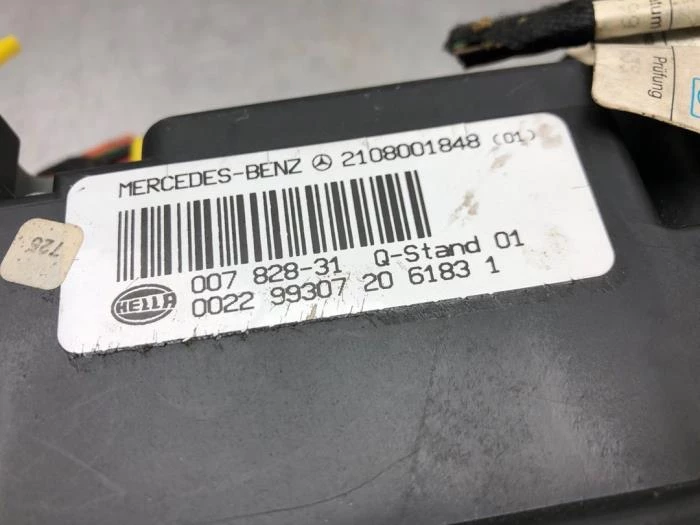 MERCEDES-BENZ 2108001848 (01)
007 828-31 Q-Stand 01
HELLA
0022 99307 20 6183 1
725
Prüfung